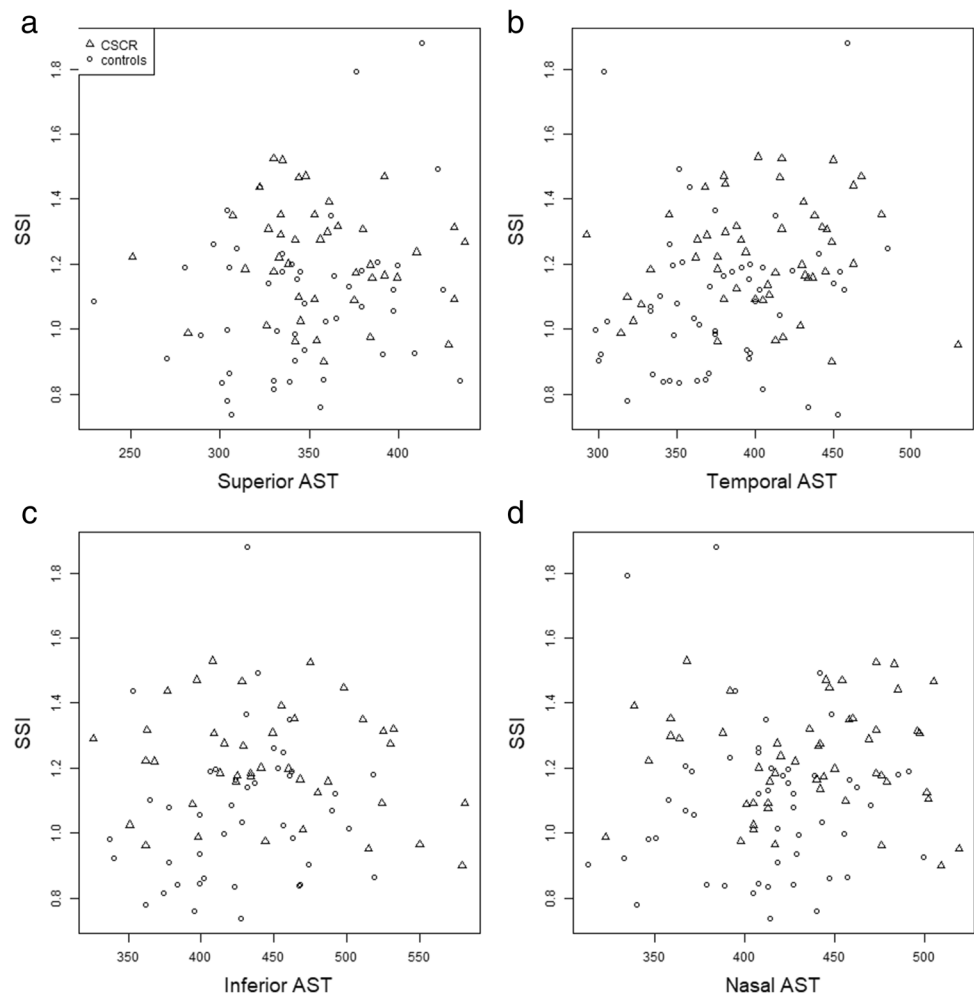 a
CSCR
controls
SSI
0.8 1.0 1.2 1.4 1.6 1.8
250 300 350 400
Superior AST
b
SSI
0.8 1.0 1.2 1.4 1.6 1.8
300 350 400 450 500
Temporal AST
c
SSI
0.8 1.0 1.2 1.4 1.6 1.8
350 400 450 500 550
Inferior AST
d
SSI
0.8 1.0 1.2 1.4 1.6 1.8
350 400 450 500
Nasal AST